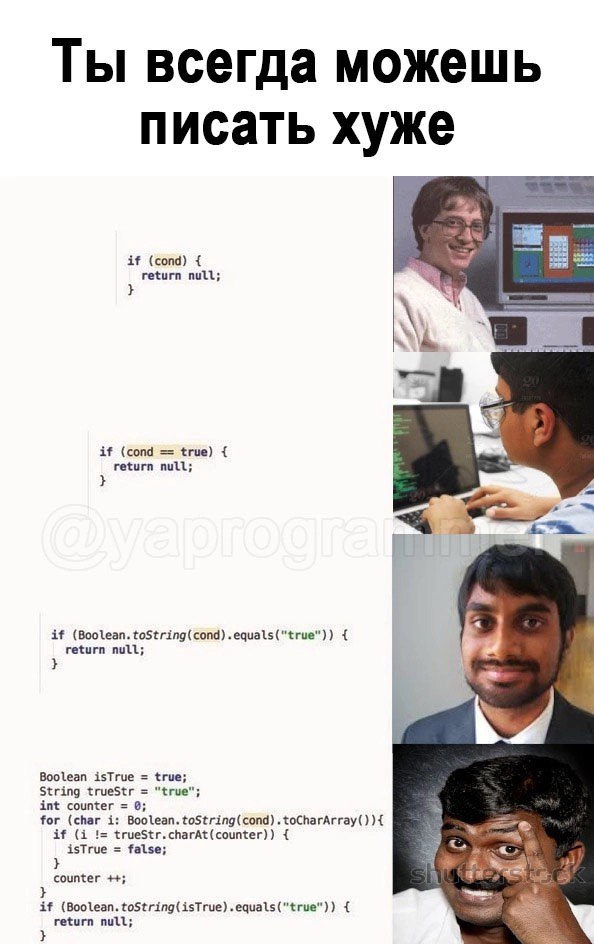 Ты всегда можешь
писать хуже
if (cond) {
  return null;
}
if (cond == true) {
  return null;
}
@yaprogrammer
if (Boolean.toString(cond).equals("true")) {
  return null;
}
Boolean isTrue = true;
String trueStr = "true";
int counter = 0;
for (char i: Boolean.toString(cond).toCharArray()){
  if (i != trueStr.charAt(counter)) {
    isTrue = false;
  }
  counter ++;
}
if (Boolean.toString(isTrue).equals("true")) {
  return null;
}
shutterstock